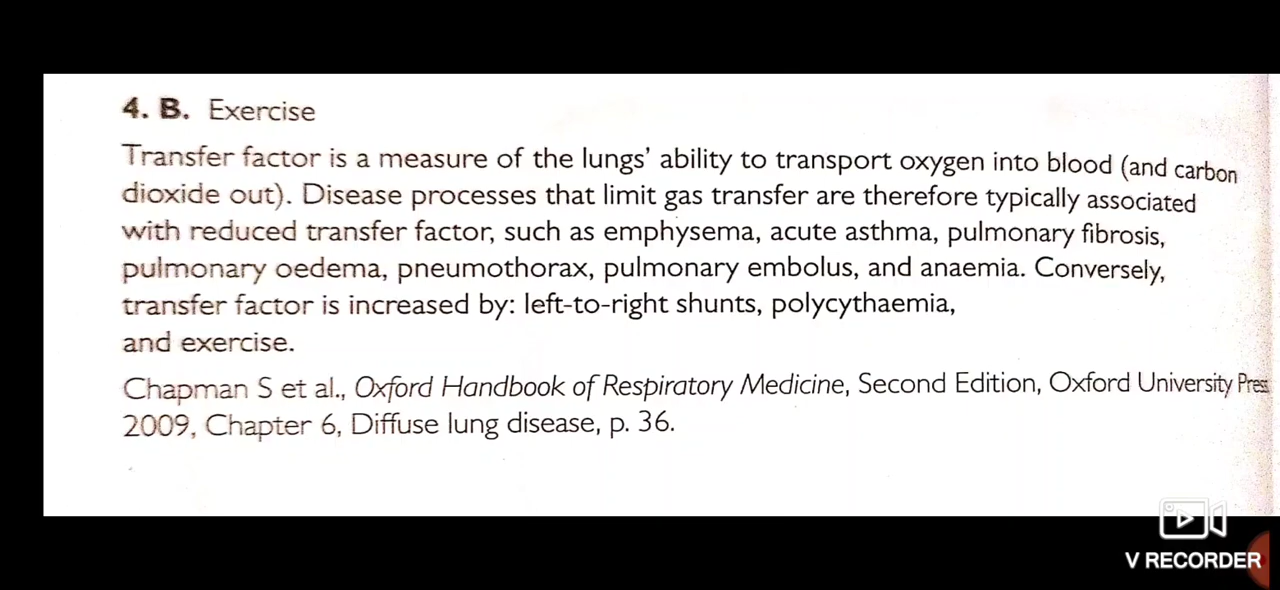 4. B. Exercise
Transfer factor is a measure of the lungs' ability to transport oxygen into blood (and carbon
dioxide out). Disease processes that limit gas transfer are therefore typically associated
with reduced transfer factor, such as emphysema, acute asthma, pulmonary fibrosis,
pulmonary oedema, pneumothorax, pulmonary embolus, and anaemia. Conversely,
transfer factor is increased by: left-to-right shunts, polycythaemia,
and exercise.
Chapman S et al., Oxford Handbook of Respiratory Medicine, Second Edition, Oxford University Press
2009, Chapter 6, Diffuse lung disease, p. 36.
V RECORDER